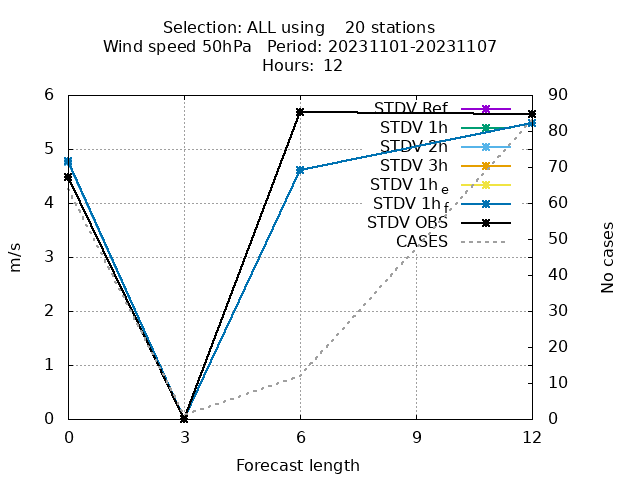 Selection: ALL using 20 stations
Wind speed 50hPa Period: 20231101-20231107
Hours: 12
STDV Ref
STDV 1h
STDV 2h
STDV 3h
STDV 1h e
STDV 1h f
STDV OBS
CASES
6
5
4
3
2
1
0
90
80
70
60
50
40
30
20
10
0
m/s
No cases
0 3 6 9 12
Forecast length